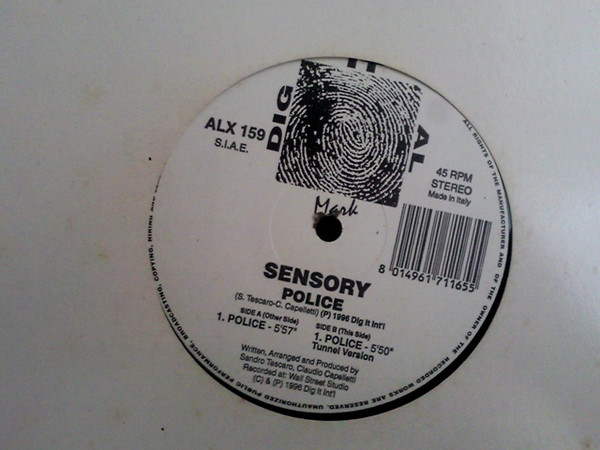 DIG IT AL
ALX 159
S.I.A.E.
45 RPM
STEREO
Made in Italy
Mark
8 014961 711655
SENSORY
POLICE
(S. Tescaro-C. Capelletti) (P) 1996 Dig It Int'l
SIDE A (Other Side)
1. POLICE - 5'57"
SIDE B (This Side)
1. POLICE - 5'50"
Tunnel Version
Written, Arranged and Produced by
Sandro Tescaro, Claudio Capelletti
Recorded at: Wall Street Studio
(C) & (P) 1996 Dig It Int'l
ALL RIGHTS OF THE MANUFACTURER AND OF THE OWNER OF THE RECORDED WORKS ARE RESERVED. UNAUTHORIZED PUBLIC PERFORMANCE, BROADCASTING, COPYING, HIRING AND